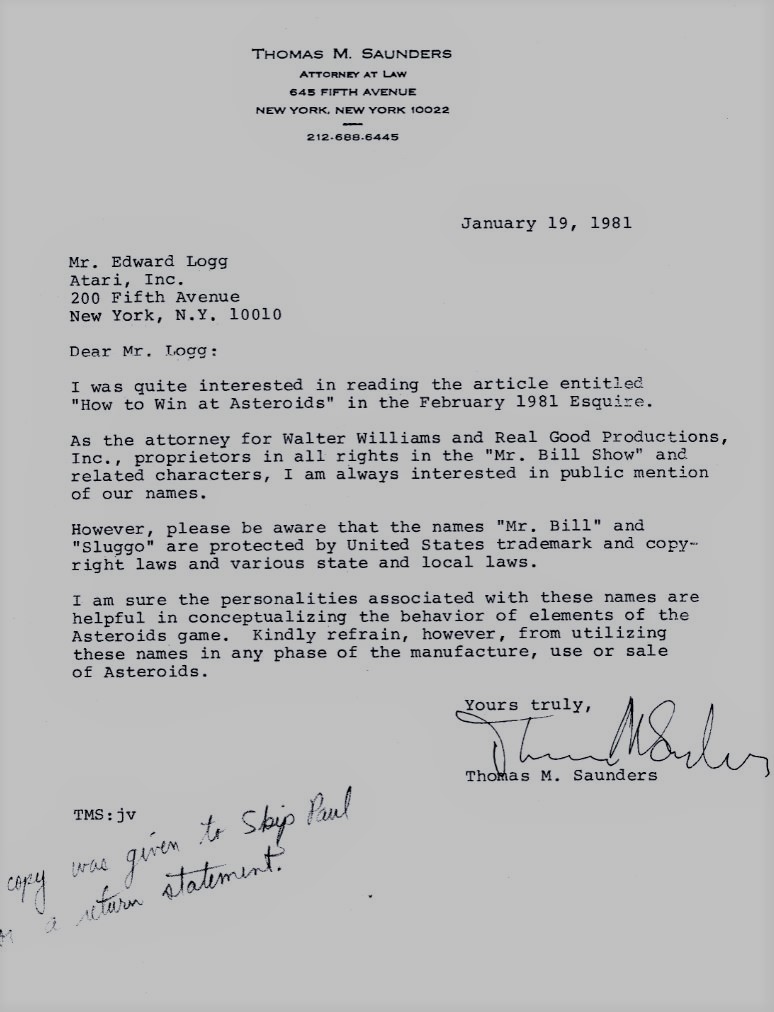 THOMAS M. SAUNDERS
ATTORNEY AT LAW
645 FIFTH AVENUE
NEW YORK, NEW YORK 10022
212-688-6445
January 19, 1981
Mr. Edward Logg
Atari, Inc.
200 Fifth Avenue
New York, N.Y. 10010
Dear Mr. Logg:
I was quite interested in reading the article entitled
"How to Win at Asteroids" in the February 1981 Esquire.
As the attorney for Walter Williams and Real Good Productions,
Inc., proprietors in all rights in the "Mr. Bill Show" and
related characters, I am always interested in public mention
of our names.
However, please be aware that the names "Mr. Bill" and
"Sluggo" are protected by United States trademark and copy-
right laws and various state and local laws.
I am sure the personalities associated with these names are
helpful in conceptualizing the behavior of elements of the
Asteroids game. Kindly refrain, however, from utilizing
these names in any phase of the manufacture, use or sale
of Asteroids.
Yours truly,
Thomas M Saunders
Thomas M. Saunders
TMS:jv
copy was given to Skip Paul
a return statement.